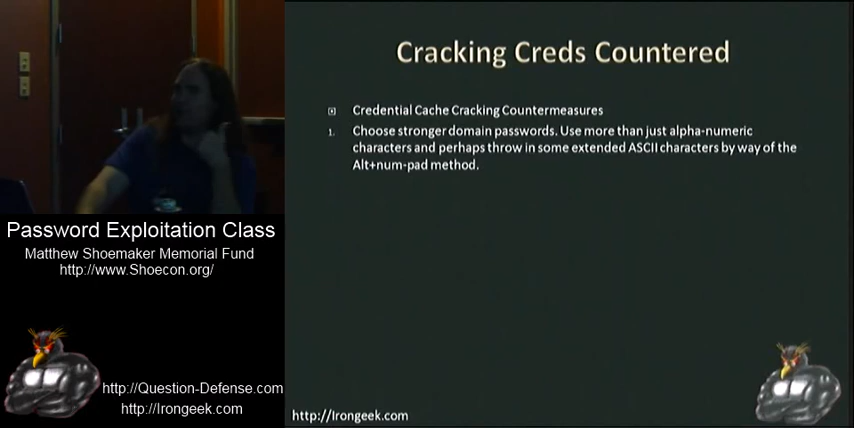 Cracking Creds Countered
Credential Cache Cracking Countermeasures
1. Choose stronger domain passwords. Use more than just alpha-numeric
characters and perhaps throw in some extended ASCII characters by way of the
Alt+num-pad method.
Password Exploitation Class
Matthew Shoemaker Memorial Fund
http://www.Shoecon.org/
http://Question-Defense.com
http://Irongeek.com
http://Irongeek.com